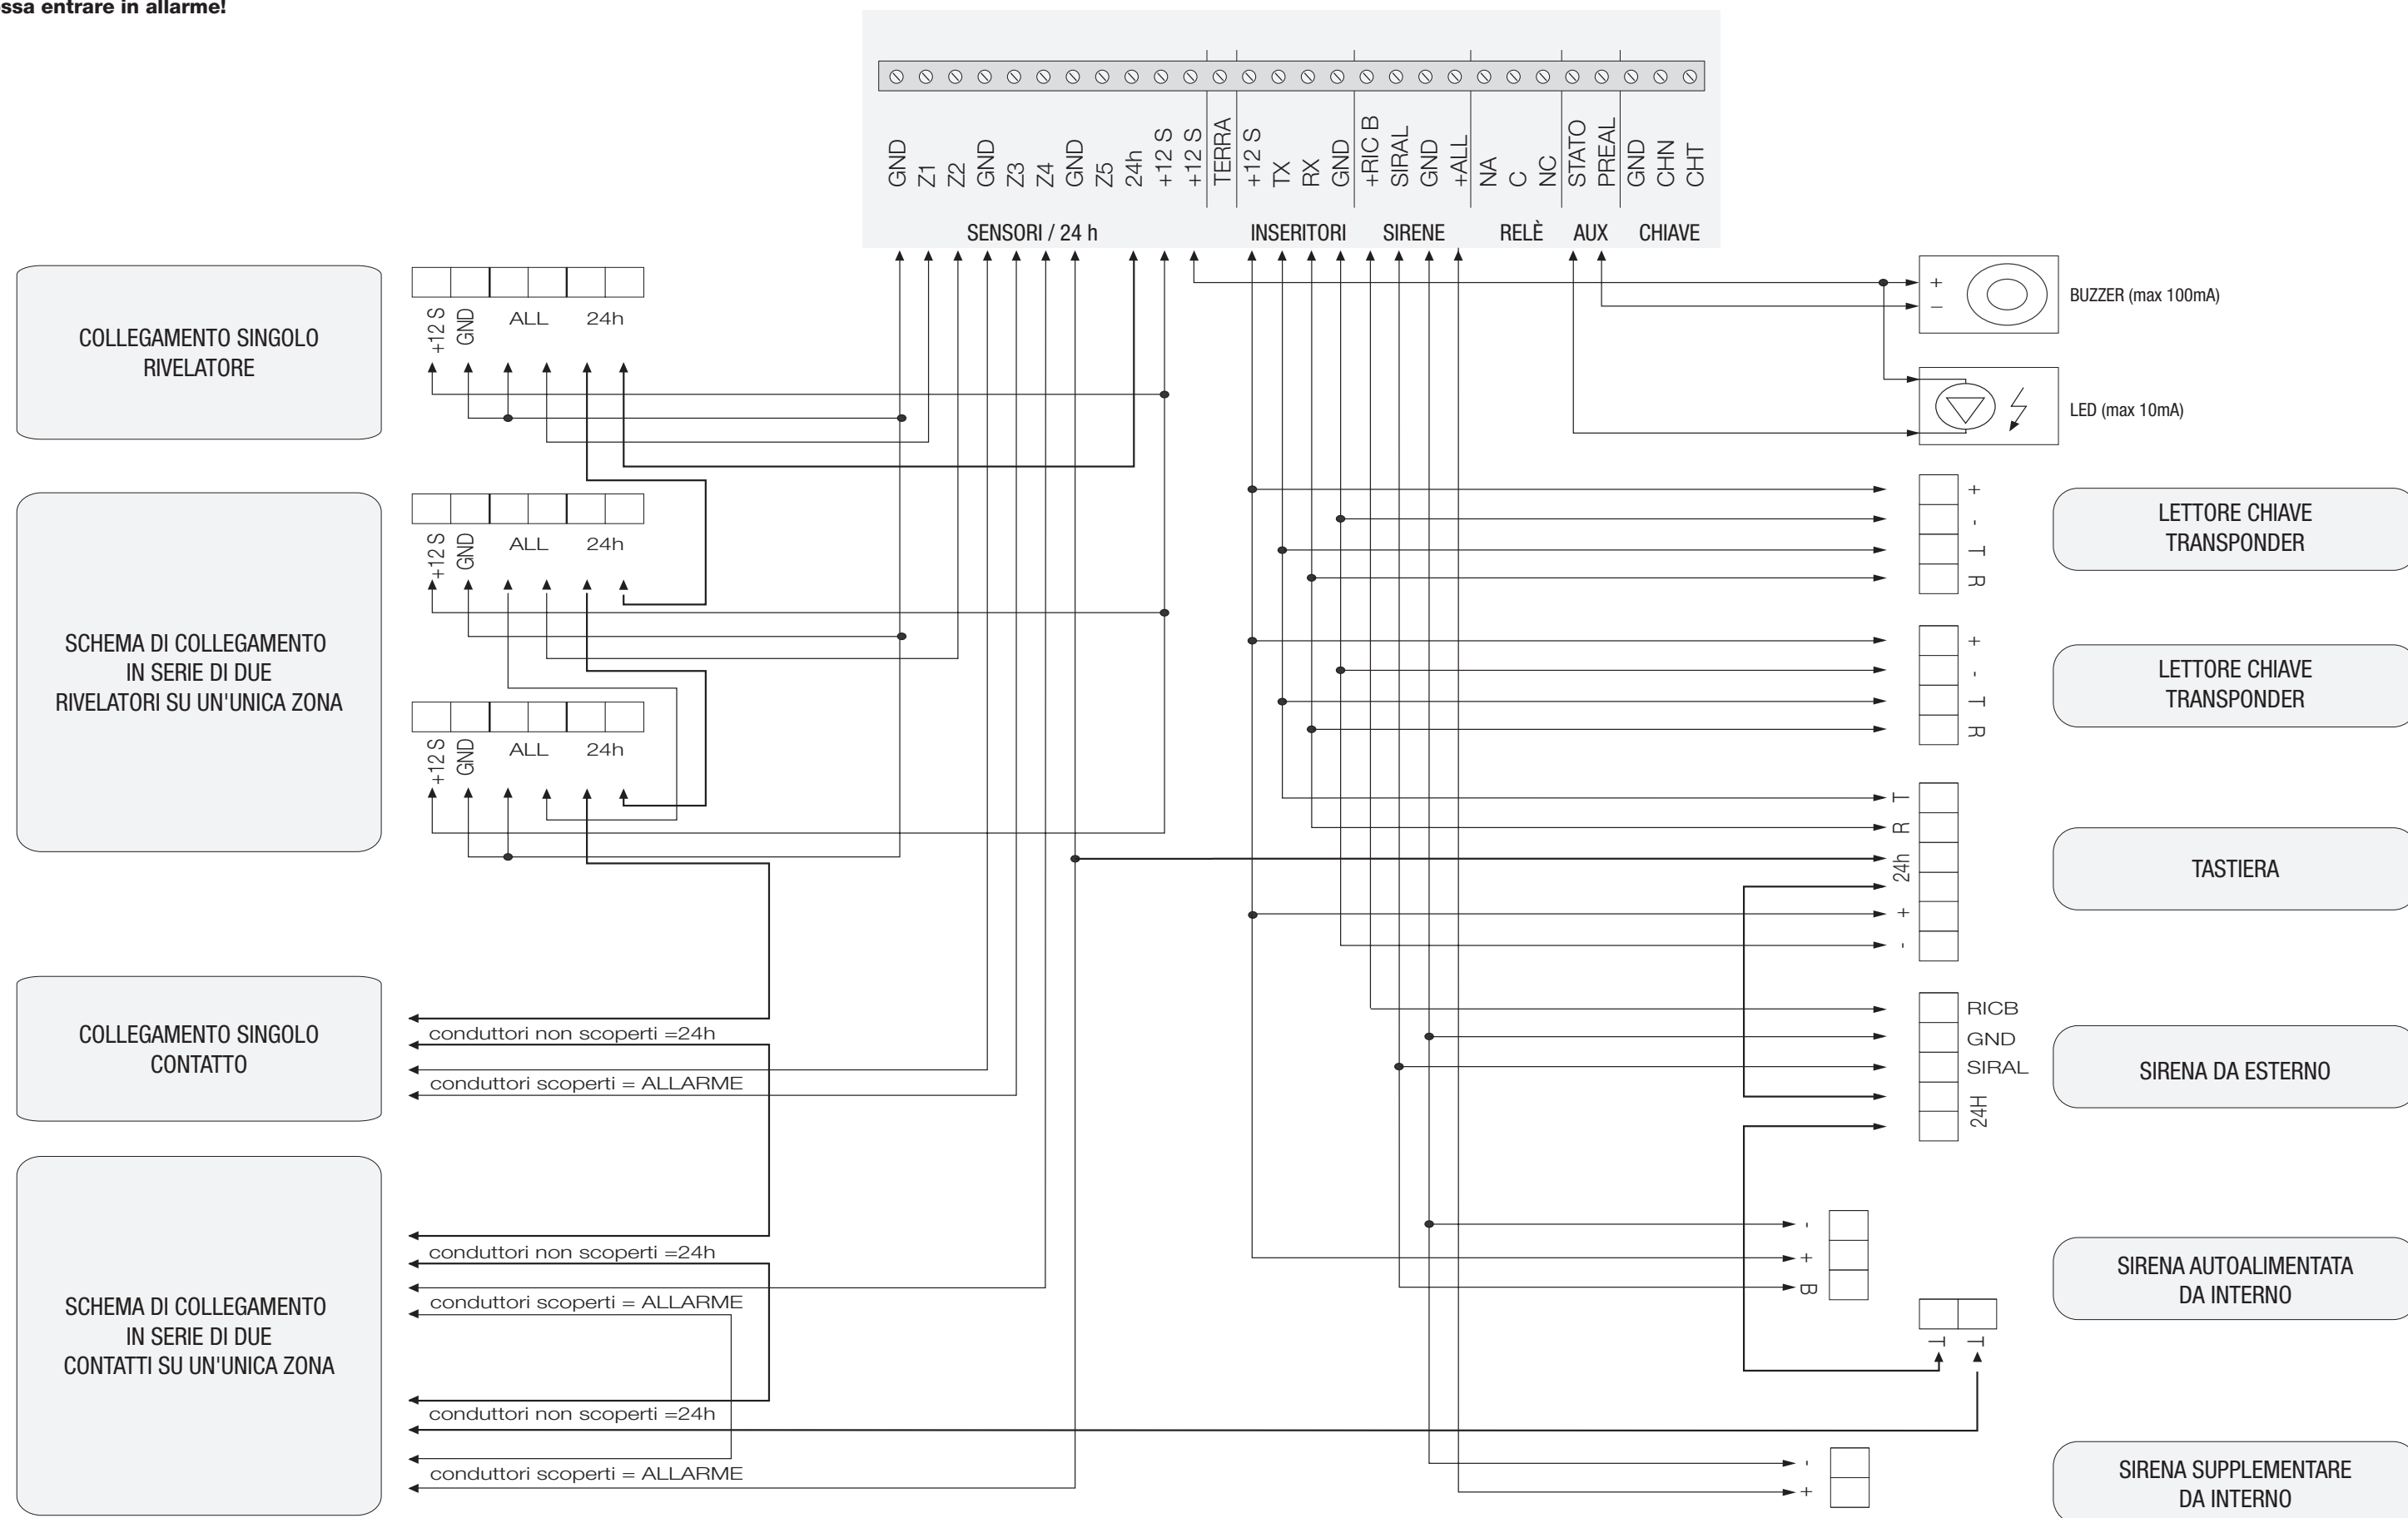 ssa entrare in allarme!
GND Z1 Z2 GND Z3 Z4 GND Z5 24h +12 S +12 S TERRA +12 S TX RX GND +RIC B SIRAL GND +ALL NA C NC STATO PREAL GND CHN CHT
SENSORI / 24 h INSERITORI SIRENE RELÈ AUX CHIAVE
COLLEGAMENTO SINGOLO
RIVELATORE
+12 S GND ALL 24h
SCHEMA DI COLLEGAMENTO
IN SERIE DI DUE
RIVELATORI SU UN'UNICA ZONA
+12 S GND ALL 24h
+12 S GND ALL 24h
COLLEGAMENTO SINGOLO
CONTATTO
conduttori non scoperti =24h
conduttori scoperti = ALLARME
SCHEMA DI COLLEGAMENTO
IN SERIE DI DUE
CONTATTI SU UN'UNICA ZONA
conduttori non scoperti =24h
conduttori scoperti = ALLARME
conduttori non scoperti =24h
conduttori scoperti = ALLARME
+
−
BUZZER (max 100mA)
LED (max 10mA)
+
-
T
R
LETTORE CHIAVE
TRANSPONDER
+
-
T
R
LETTORE CHIAVE
TRANSPONDER
T
R
24h
+
-
TASTIERA
RICB
GND
SIRAL
24H
SIRENA DA ESTERNO
-
+
B
T T
SIRENA AUTOALIMENTATA
DA INTERNO
-
+
SIRENA SUPPLEMENTARE
DA INTERNO